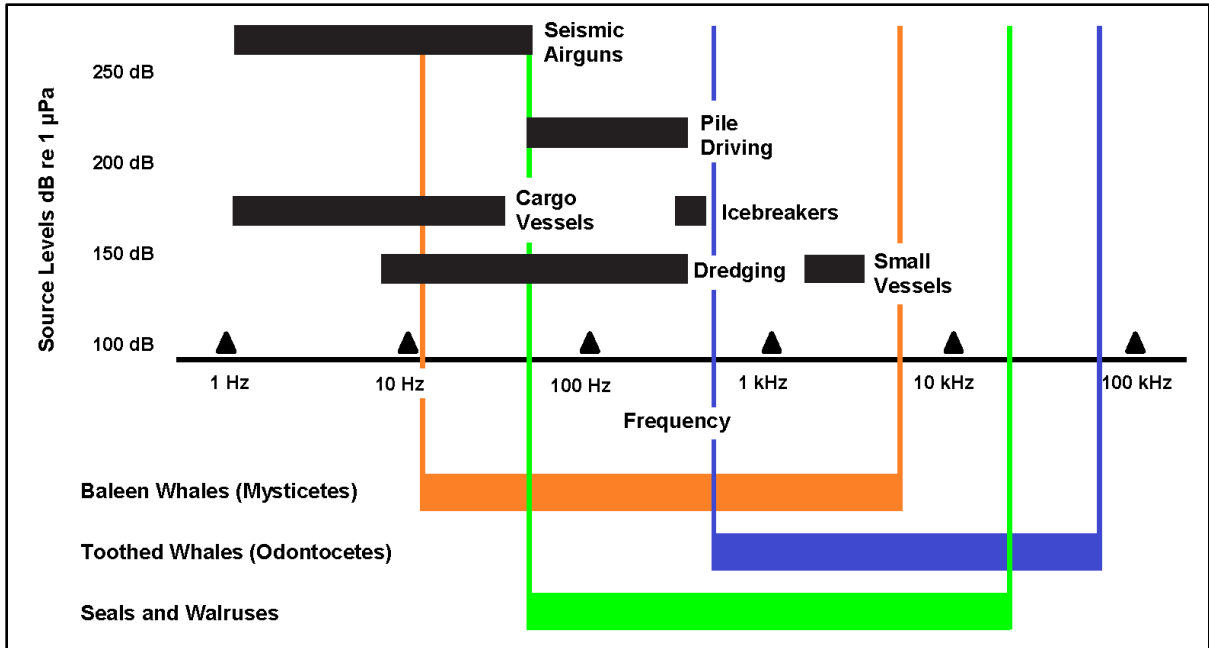 Source Levels dB re 1 µPa
Seismic
Airguns
250 dB
Pile
Driving
200 dB
Cargo
Vessels
Icebreakers
150 dB
Dredging
Small
Vessels
100 dB
1 Hz
10 Hz
100 Hz
1 kHz
10 kHz
100 kHz
Frequency
Baleen Whales (Mysticetes)
Toothed Whales (Odontocetes)
Seals and Walruses